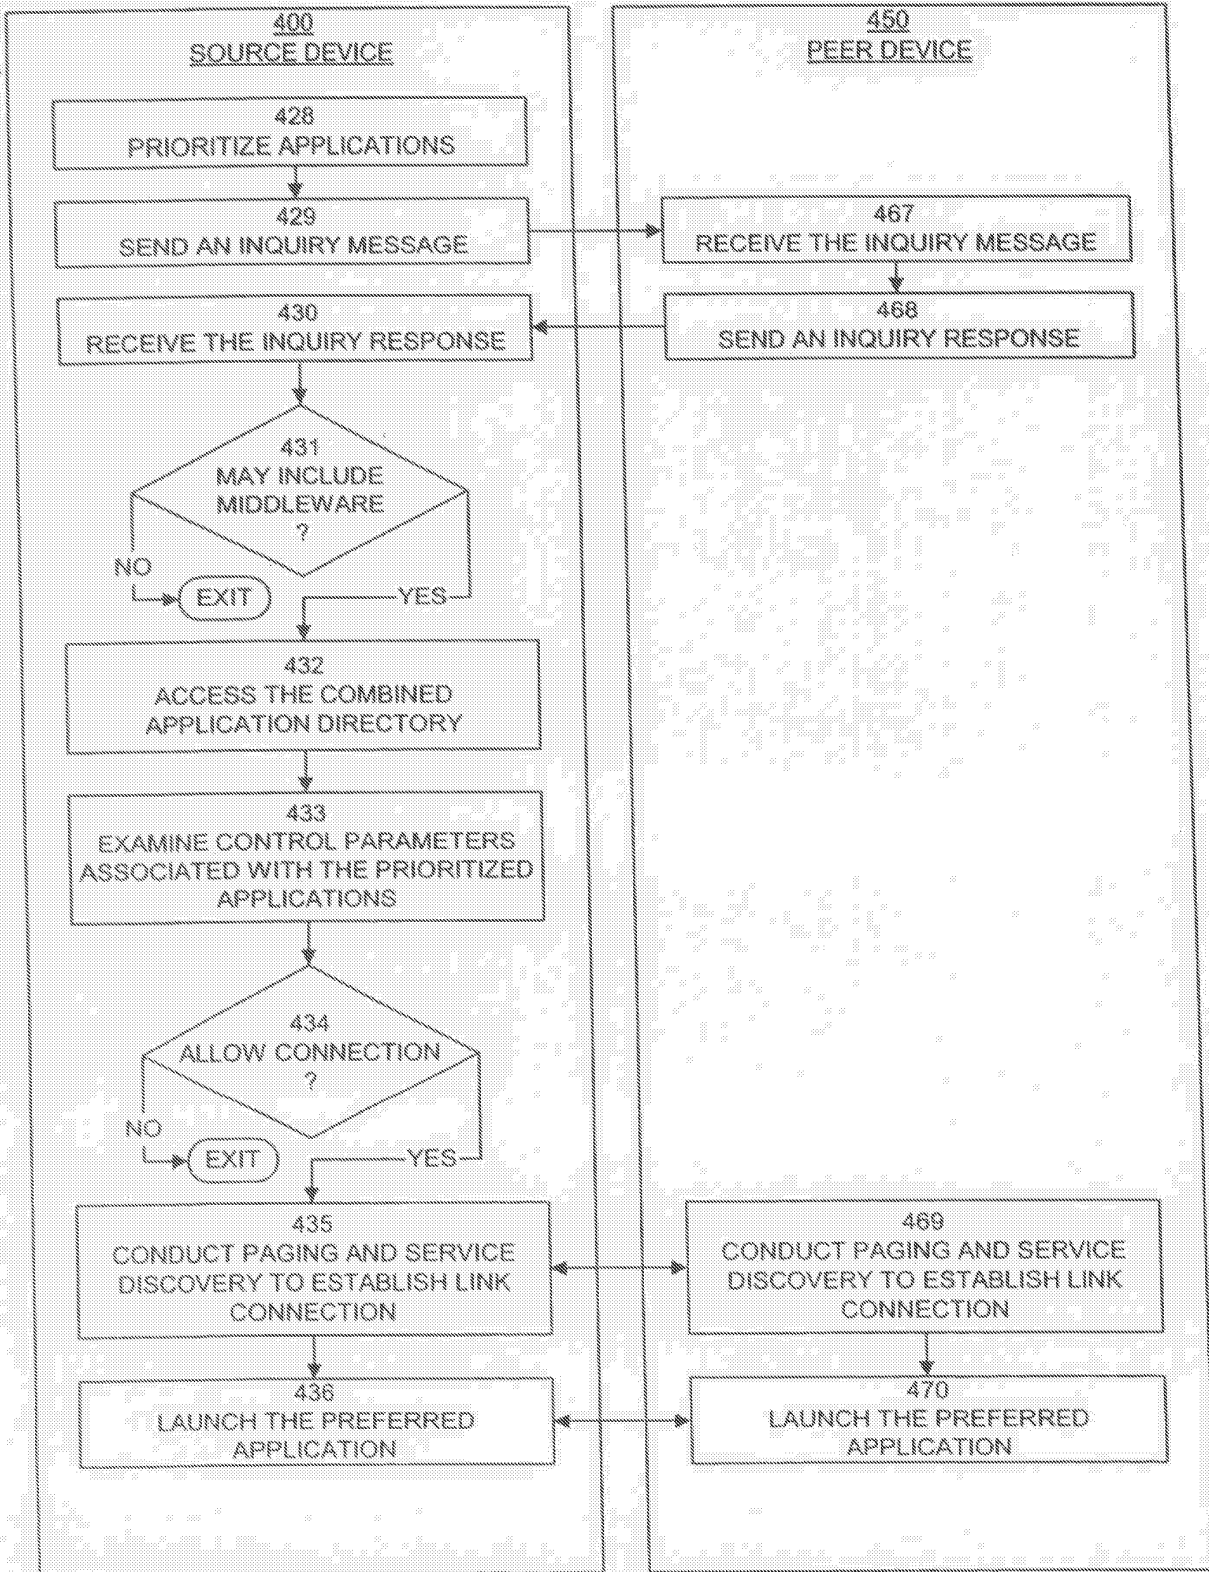 400
SOURCE DEVICE
450
PEER DEVICE
428
PRIORITIZE APPLICATIONS
429
SEND AN INQUIRY MESSAGE
467
RECEIVE THE INQUIRY MESSAGE
430
RECEIVE THE INQUIRY RESPONSE
468
SEND AN INQUIRY RESPONSE
431
MAY INCLUDE
MIDDLEWARE
?
NO
EXIT
YES
432
ACCESS THE COMBINED
APPLICATION DIRECTORY
433
EXAMINE CONTROL PARAMETERS
ASSOCIATED WITH THE PRIORITIZED
APPLICATIONS
434
ALLOW CONNECTION
?
NO
EXIT
YES
435
CONDUCT PAGING AND SERVICE
DISCOVERY TO ESTABLISH LINK
CONNECTION
469
CONDUCT PAGING AND SERVICE
DISCOVERY TO ESTABLISH LINK
CONNECTION
436
LAUNCH THE PREFERRED
APPLICATION
470
LAUNCH THE PREFERRED
APPLICATION